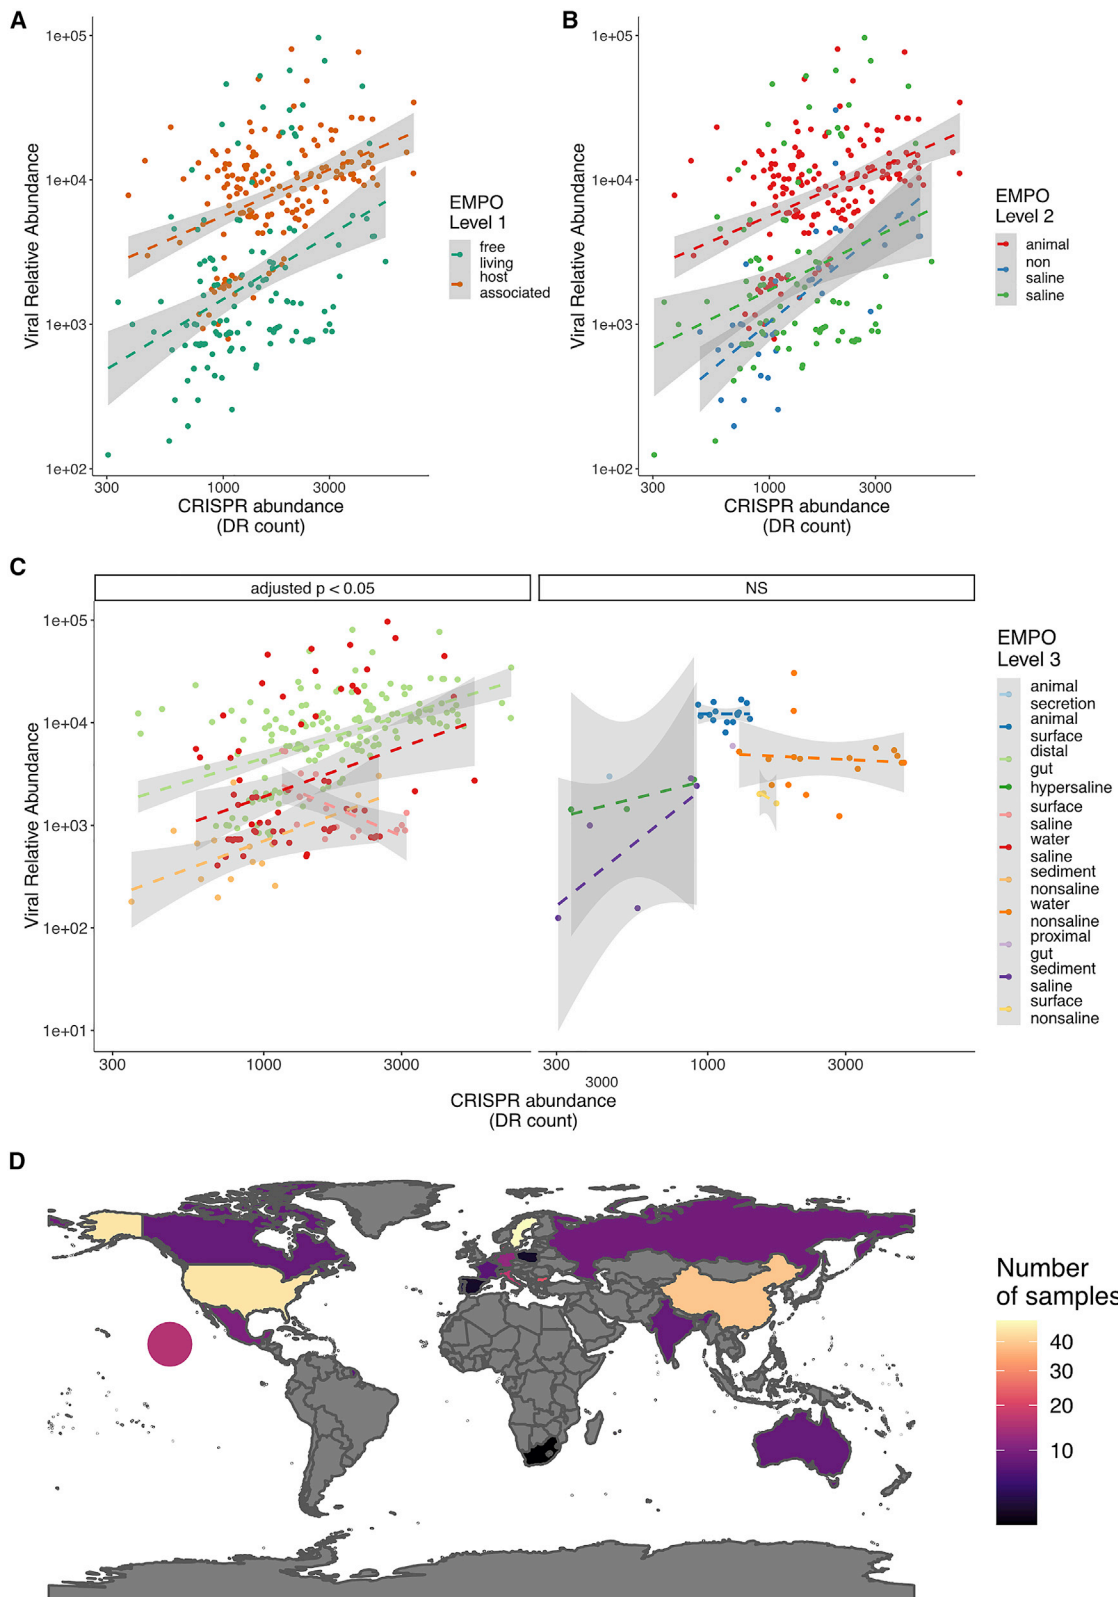 A
1e+05
1e+04
1e+03
1e+02
Viral Relative Abundance
300
1000
3000
CRISPR abundance
(DR count)
EMPO
Level 1
free
living
host
associated
B
1e+05
1e+04
1e+03
1e+02
Viral Relative Abundance
300
1000
3000
CRISPR abundance
(DR count)
EMPO
Level 2
animal
non
saline
saline
C
adjusted p < 0.05
NS
1e+05
1e+04
1e+03
1e+02
1e+01
Viral Relative Abundance
300
1000
3000
300
1000
3000
3000
CRISPR abundance
(DR count)
EMPO
Level 3
animal
secretion
animal
surface
distal
gut
hypersaline
surface
saline
water
saline
sediment
nonsaline
water
nonsaline
proximal
gut
sediment
saline
surface
nonsaline
D
Number
of samples
40
30
20
10